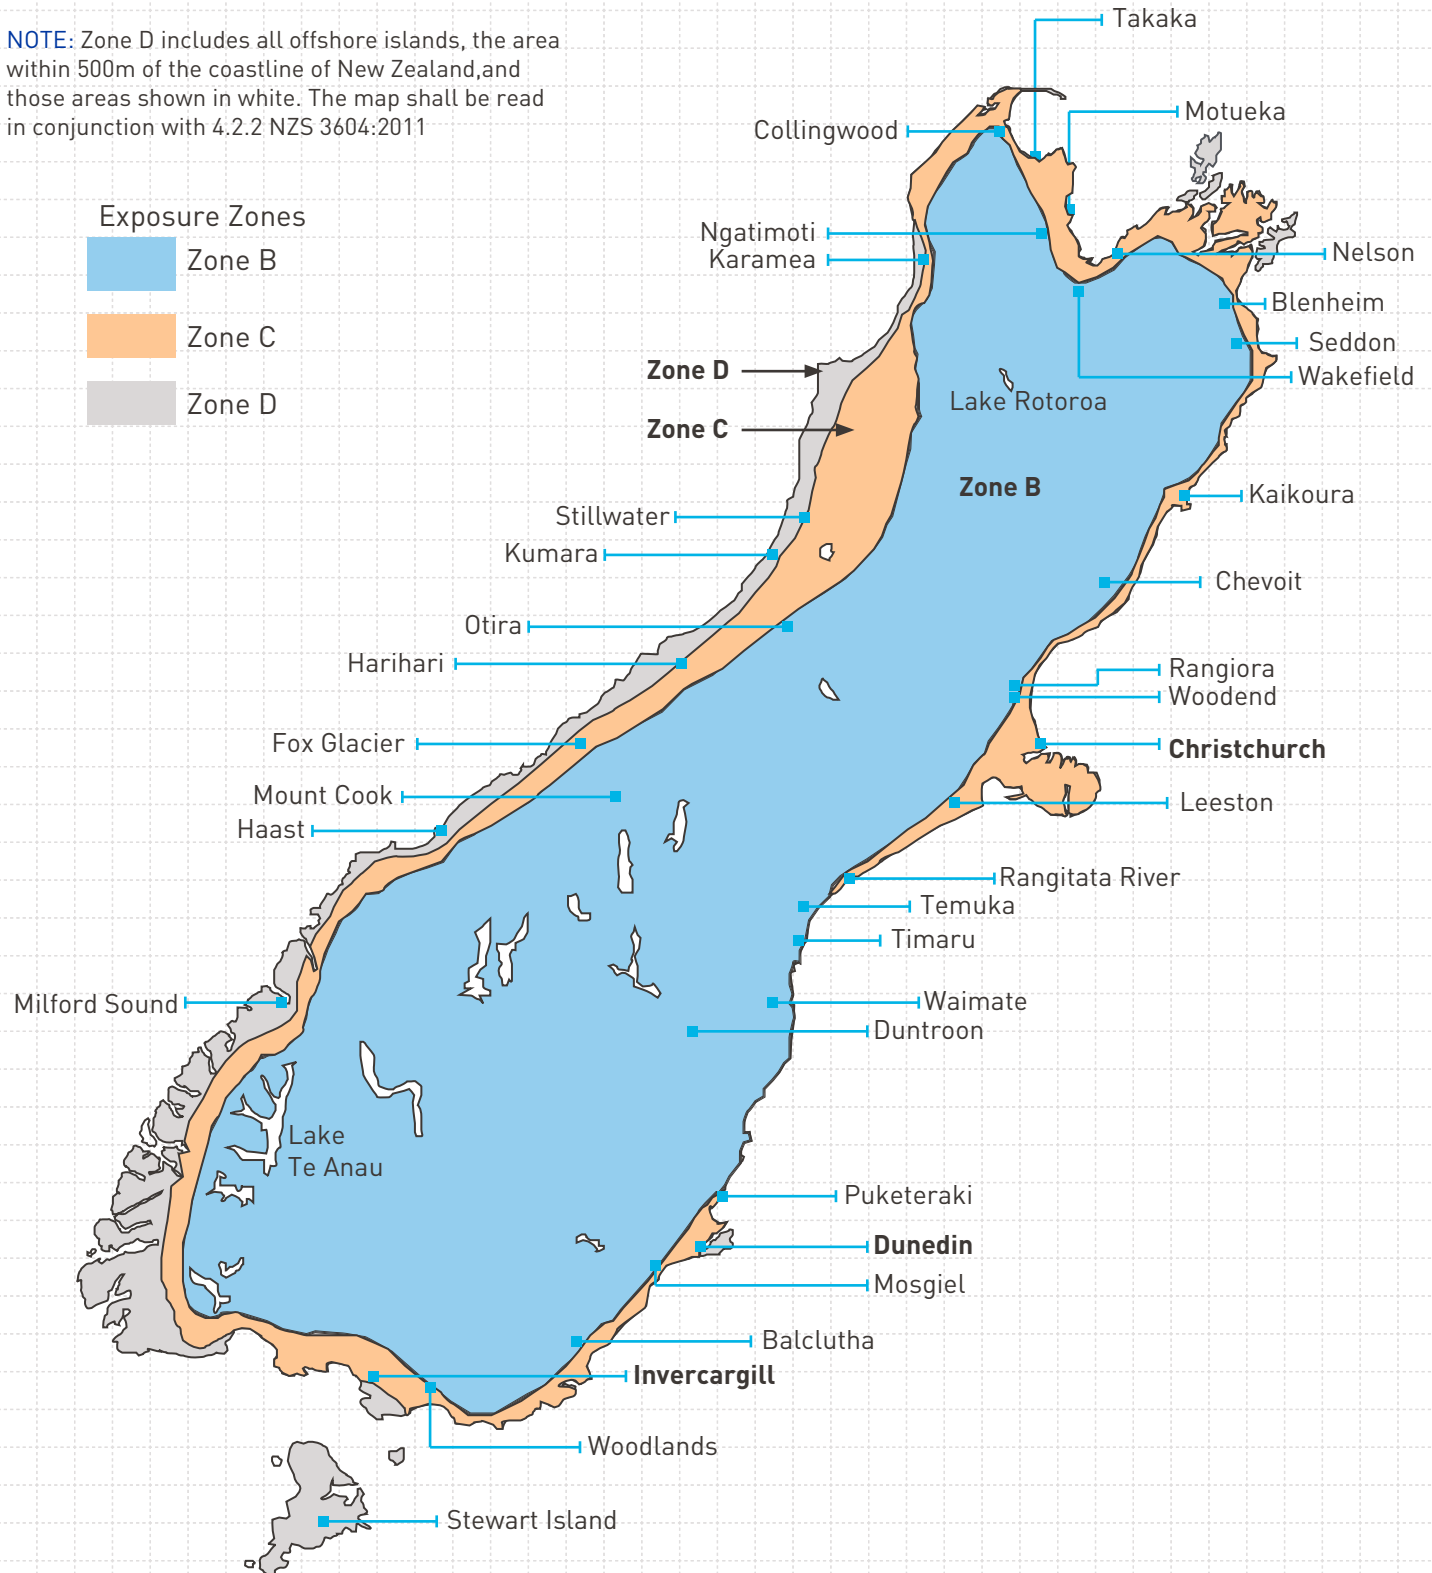 NOTE: Zone D includes all offshore islands, the area
within 500m of the coastline of New Zealand,and
those areas shown in white. The map shall be read
in conjunction with 4.2.2 NZS 3604:2011
Exposure Zones
Zone B
Zone C
Zone D
Takaka
Motueka
Collingwood
Ngatimoti
Karamea
Nelson
Blenheim
Seddon
Wakefield
Zone D
Lake Rotoroa
Zone C
Zone B
Kaikoura
Stillwater
Kumara
Chevoit
Otira
Harihari
Rangiora
Woodend
Fox Glacier
Christchurch
Mount Cook
Leeston
Haast
Rangitata River
Temuka
Timaru
Milford Sound
Waimate
Duntroon
Lake
Te Anau
Puketeraki
Dunedin
Mosgiel
Balclutha
Invercargill
Woodlands
Stewart Island